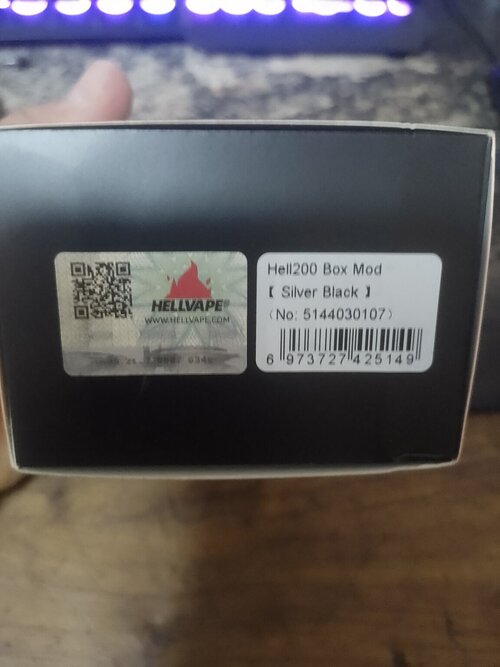 HELLVAPE®
WWW.HELLVAPE.COM
Hell200 Box Mod
【 Silver Black 】
（No: 5144030107）
6 973727 425149